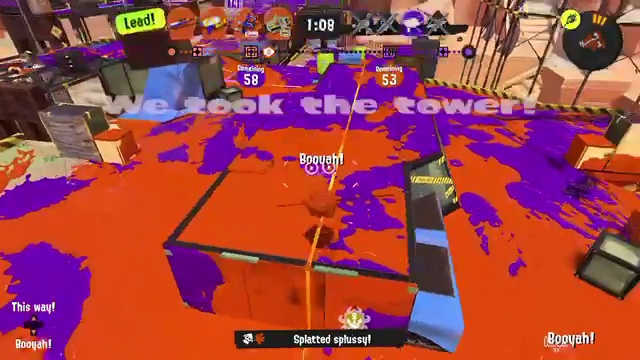 Lead!
1:08
Remaining
58
Remaining
53
We took the tower!
Booyah!
This way!
Booyah!
Booyah!
Splatted splussy!